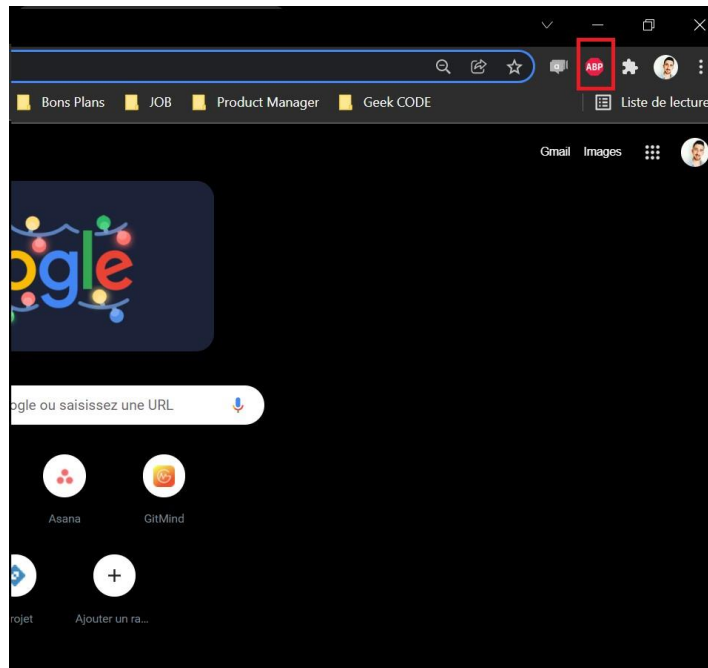 ABP
Bons Plans JOB Product Manager Geek CODE Liste de lecture
Gmail Images
ogle
ogle ou saisissez une URL
Asana GitMind
rojet Ajouter un ra...